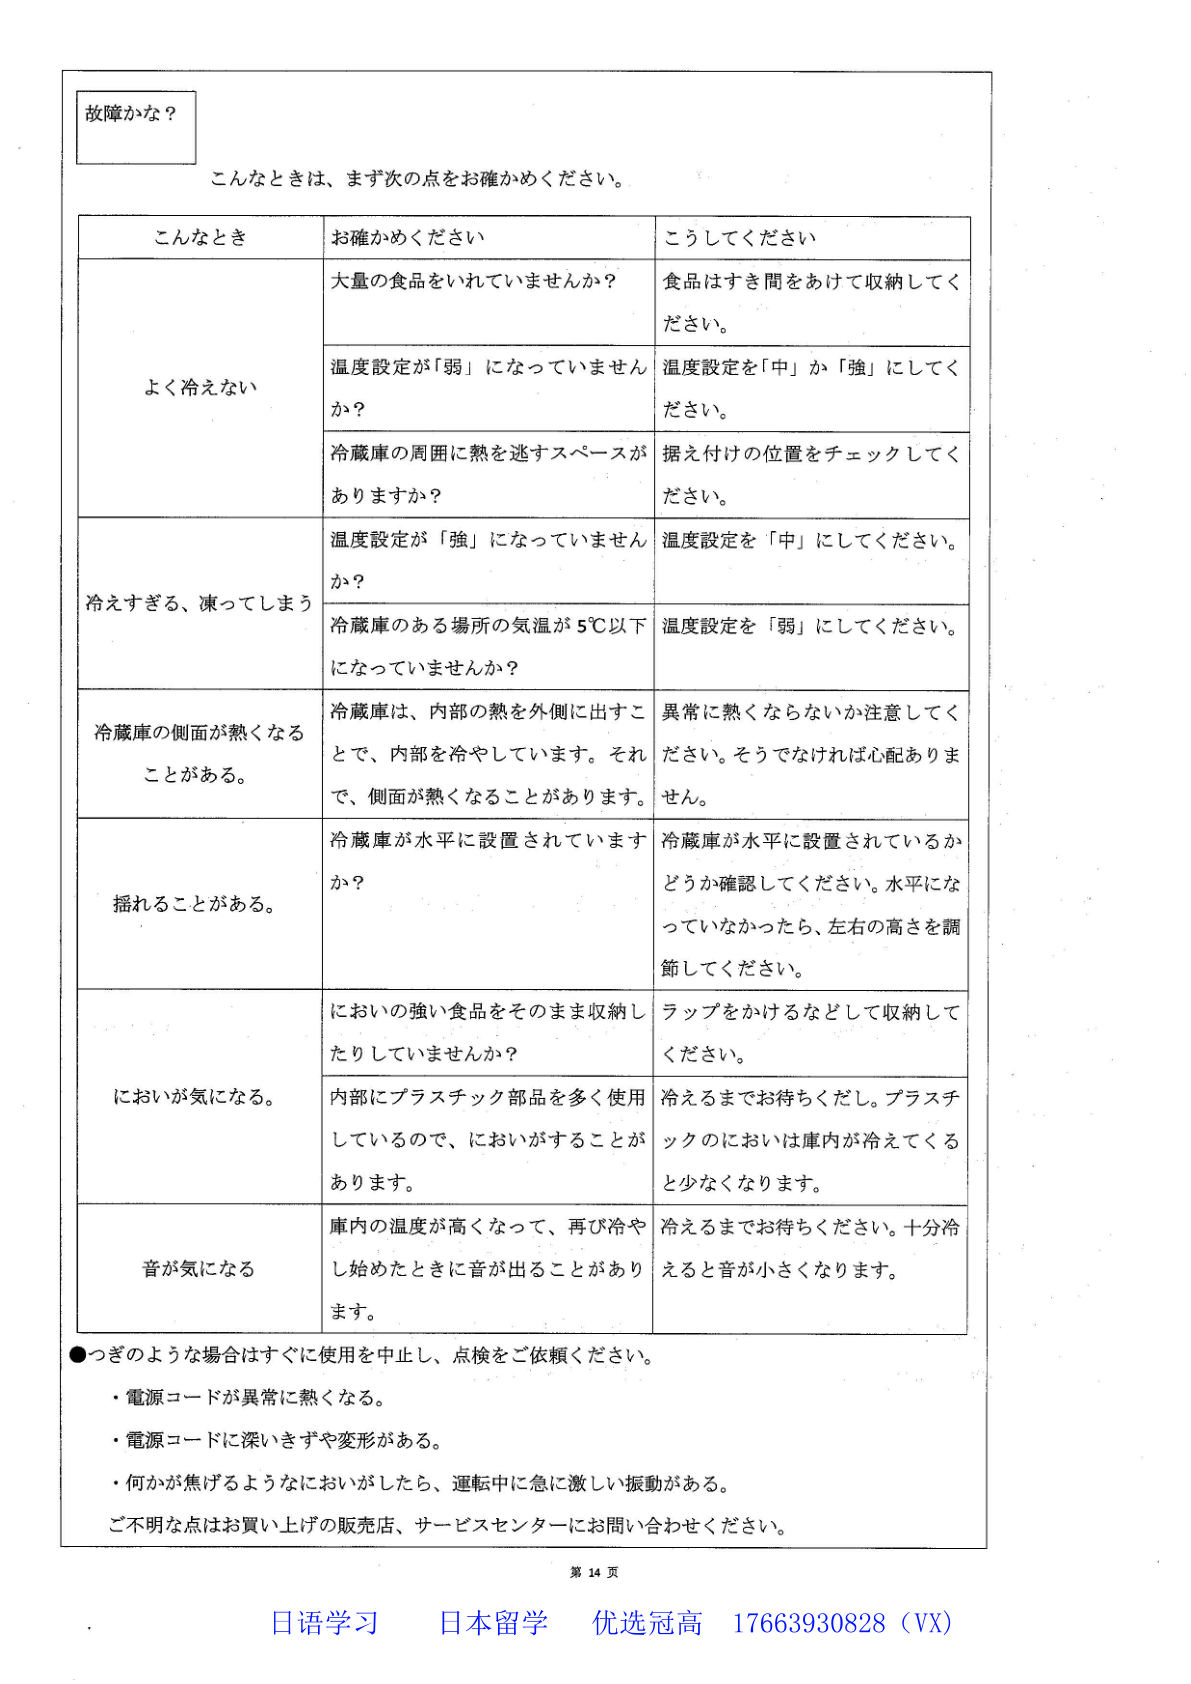 故障かな？
こんなときは、まず次の点をお確かめください。
こんなとき
お確かめください
こうしてください
よく冷えない
大量の食品をいれていませんか？
食品はすき間をあけて収納してく
ださい。
温度設定が「弱」になっていません
か？
温度設定を「中」か「強」にしてく
ださい。
冷蔵庫の周囲に熱を逃すスペースが
ありますか？
据え付けの位置をチェックしてく
ださい。
冷えすぎる、凍ってしまう
温度設定が「強」になっていません
か？
温度設定を「中」にしてください。
冷蔵庫のある場所の気温が 5℃以下
になっていませんか？
温度設定を「弱」にしてください。
冷蔵庫の側面が熱くなる
ことがある。
冷蔵庫は、内部の熱を外側に出すこ
とで、内部を冷やしています。それ
で、側面が熱くなることがあります。
異常に熱くならないか注意してく
ださい。そうでなければ心配ありま
せん。
揺れることがある。
冷蔵庫が水平に設置されています
か？
冷蔵庫が水平に設置されているか
どうか確認してください。水平にな
っていなかったら、左右の高さを調
節してください。
においが気になる。
においの強い食品をそのまま収納し
たりしていませんか？
ラップをかけるなどして収納して
ください。
内部にプラスチック部品を多く使用
しているので、においがすることが
あります。
冷えるまでお待ちくだし。プラスチ
ックのにおいは庫内が冷えてくる
と少なくなります。
音が気になる
庫内の温度が高くなって、再び冷や
し始めたときに音が出ることがあり
ます。
冷えるまでお待ちください。十分冷
えると音が小さくなります。
●つぎのような場合はすぐに使用を中止し、点検をご依頼ください。
・電源コードが異常に熱くなる。
・電源コードに深いきずや変形がある。
・何かが焦げるようなにおいがしたら、運転中に急に激しい振動がある。
ご不明な点はお買い上げの販売店、サービスセンターにお問い合わせください。
第 14 页
日语学习 日本留学 优选冠高 17663930828（VX）